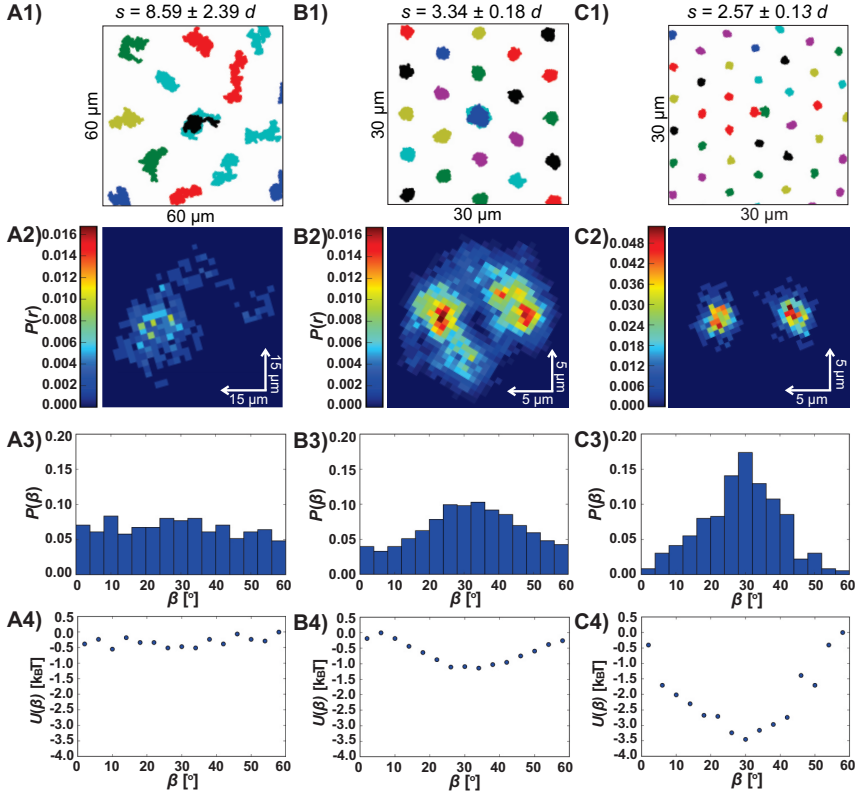 A1) s = 8.59 ± 2.39 d B1) s = 3.34 ± 0.18 d C1) s = 2.57 ± 0.13 d
60 µm 30 µm 30 µm
60 µm 30 µm 30 µm
A2) B2) C2)
P(r) P(r)
0.016 0.016 0.048
0.014 0.014 0.042
0.012 0.012 0.036
0.010 0.010 0.030
0.008 0.008 0.024
0.006 0.006 0.018
0.004 0.004 0.012
0.002 0.002 0.006
0.000 0.000 0.000
15 µm 5 µm 5 µm
15 µm 5 µm 5 µm
A3) B3) C3)
P(β) P(β) P(β)
0.20 0.20 0.20
0.15 0.15 0.15
0.10 0.10 0.10
0.05 0.05 0.05
0.00 0.00 0.00
0 10 20 30 40 50 60 0 10 20 30 40 50 60 0 10 20 30 40 50 60
β [°] β [°] β [°]
A4) B4) C4)
U(β) [kBT] U(β) [kBT] U(β) [kBT]
0.5 0.5 0.5
0.0 0.0 0.0
-0.5 -0.5 -0.5
-1.0 -1.0 -1.0
-1.5 -1.5 -1.5
-2.0 -2.0 -2.0
-2.5 -2.5 -2.5
-3.0 -3.0 -3.0
-3.5 -3.5 -3.5
-4.0 -4.0 -4.0
0 10 20 30 40 50 60 0 10 20 30 40 50 60 0 10 20 30 40 50 60
β [°] β [°] β [°]